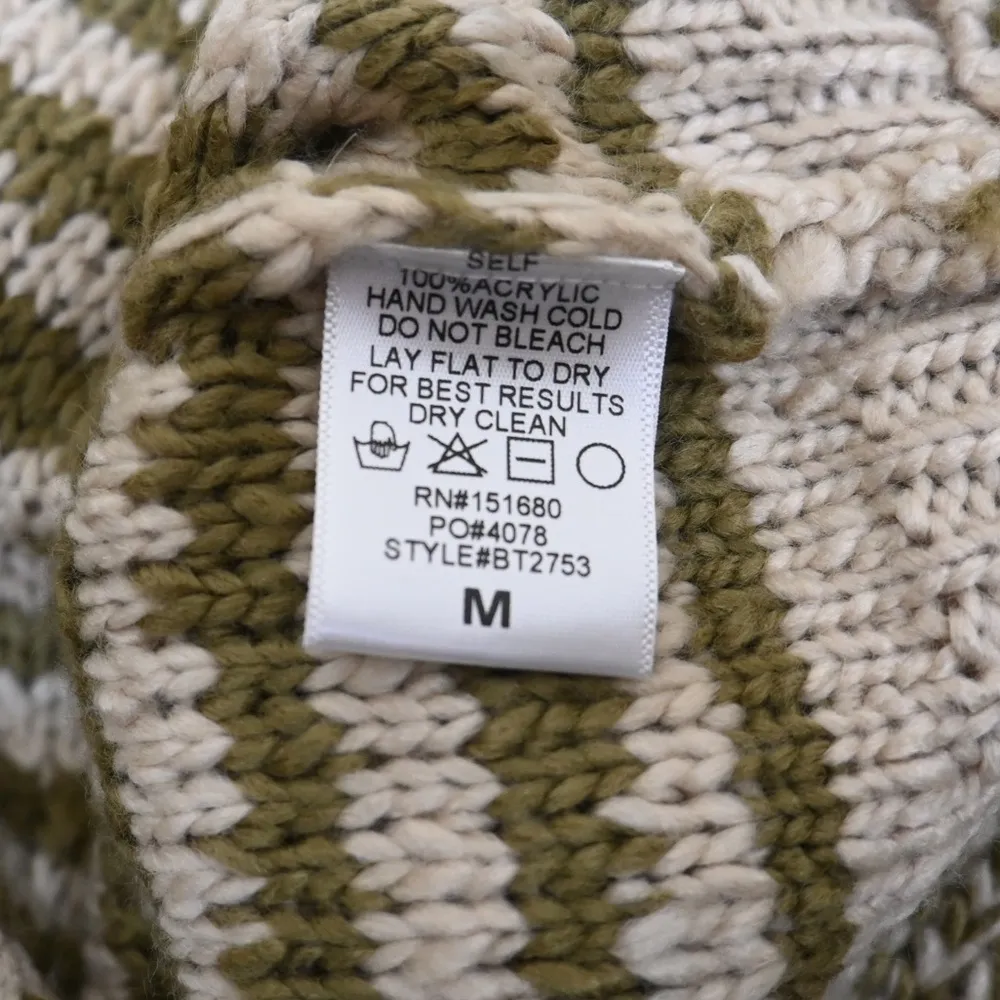 SELF
100%ACRYLIC
HAND WASH COLD
DO NOT BLEACH
LAY FLAT TO DRY
FOR BEST RESULTS
DRY CLEAN
RN#151680
PO#4078
STYLE#BT2753
M